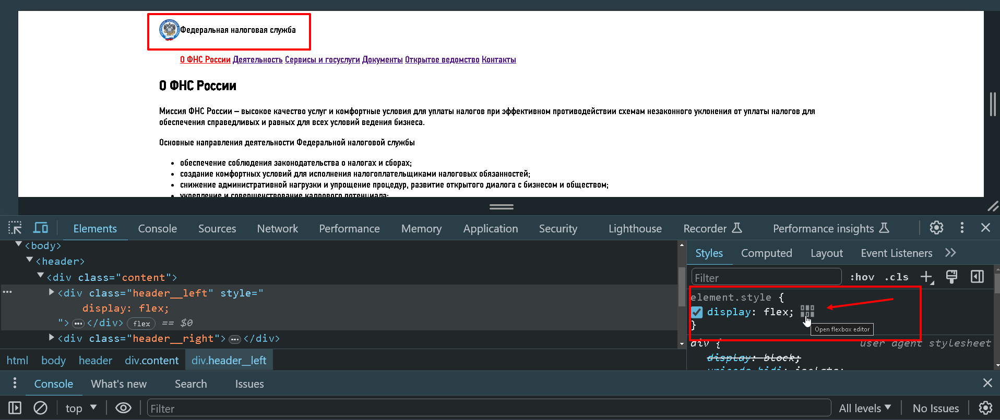 Федеральная налоговая служба
О ФНС России Деятельность Сервисы и госуслуги Документы Открытое ведомство Контакты
О ФНС России
Миссия ФНС России – высокое качество услуг и комфортные условия для уплаты налогов при эффективном противодействии схемам незаконного уклонения от уплаты налогов для
обеспечения справедливых и равных для всех условий ведения бизнеса.
Основные направления деятельности Федеральной налоговой службы
• обеспечение соблюдения законодательства о налогах и сборах;
• создание комфортных условий для исполнения налогоплательщиками налоговых обязанностей;
• снижение административной нагрузки и упрощение процедур, развитие открытого диалога с бизнесом и обществом;
• укрепление и совершенствование кадрового потенциала;
Elements Console Sources Network Performance Memory Application Security Lighthouse Recorder Performance insights
<body>
<header>
<div class="content">
<div class="header__left" style="
display: flex;
"> ••• </div> flex == $0
<div class="header__right"> ••• </div>
html body header div.content div.header__left
Styles Computed Layout Event Listeners
Filter :hov .cls
element.style {
display: flex;
}
Open flexbox editor
div { user agent stylesheet
display: block;
unicode-bidi: isolate;
Console What's new Search Issues
top Filter All levels No Issues